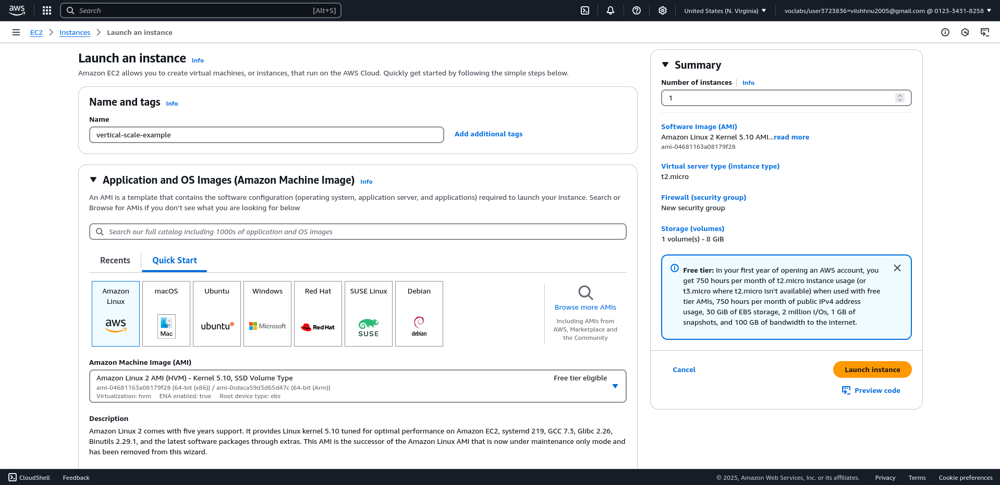 aws
Search
[Alt+S]
United States (N. Virginia)
voclabs/user3723836=viishhnu2005@gmail.com @ 0123-3431-8258
EC2
Instances
Launch an instance
Launch an instance Info
Amazon EC2 allows you to create virtual machines, or instances, that run on the AWS Cloud. Quickly get started by following the simple steps below.
Name and tags Info
Name
vertical-scale-example
Add additional tags
Application and OS Images (Amazon Machine Image) Info
An AMI is a template that contains the software configuration (operating system, application server, and applications) required to launch your instance. Search or
Browse for AMIs if you don’t see what you are looking for below
Search our full catalog including 1000s of application and OS images
Recents
Quick Start
Amazon
Linux
aws
macOS
Mac
Ubuntu
ubuntu
Windows
Microsoft
Red Hat
Red Hat
SUSE Linux
SUSE
Debian
debian
Browse more AMIs
Including AMIs from
AWS, Marketplace and
the Community
Amazon Machine Image (AMI)
Amazon Linux 2 AMI (HVM) - Kernel 5.10, SSD Volume Type
Free tier eligible
ami-04681163a08179f28 (64-bit (x86)) / ami-0cdaca59d3d65d47c (64-bit (Arm))
Virtualization: hvm ENA enabled: true Root device type: ebs
Description
Amazon Linux 2 comes with five years support. It provides Linux kernel 5.10 tuned for optimal performance on Amazon EC2, systemd 219, GCC 7.3, Glibc 2.26,
Binutils 2.29.1, and the latest software packages through extras. This AMI is the successor of the Amazon Linux AMI that is now under maintenance only mode and
has been removed from this wizard.
Summary
Number of instances Info
1
Software Image (AMI)
Amazon Linux 2 Kernel 5.10 AMI...read more
ami-04681163a08179f28
Virtual server type (instance type)
t2.micro
Firewall (security group)
New security group
Storage (volumes)
1 volume(s) - 8 GiB
Free tier: In your first year of opening an AWS account, you
get 750 hours per month of t2.micro instance usage (or
t3.micro where t2.micro isn't available) when used with free
tier AMIs, 750 hours per month of public IPv4 address
usage, 30 GiB of EBS storage, 2 million I/Os, 1 GB of
snapshots, and 100 GB of bandwidth to the internet.
Cancel
Launch instance
Preview code
CloudShell
Feedback
© 2025, Amazon Web Services, Inc. or its affiliates.
Privacy
Terms
Cookie preferences